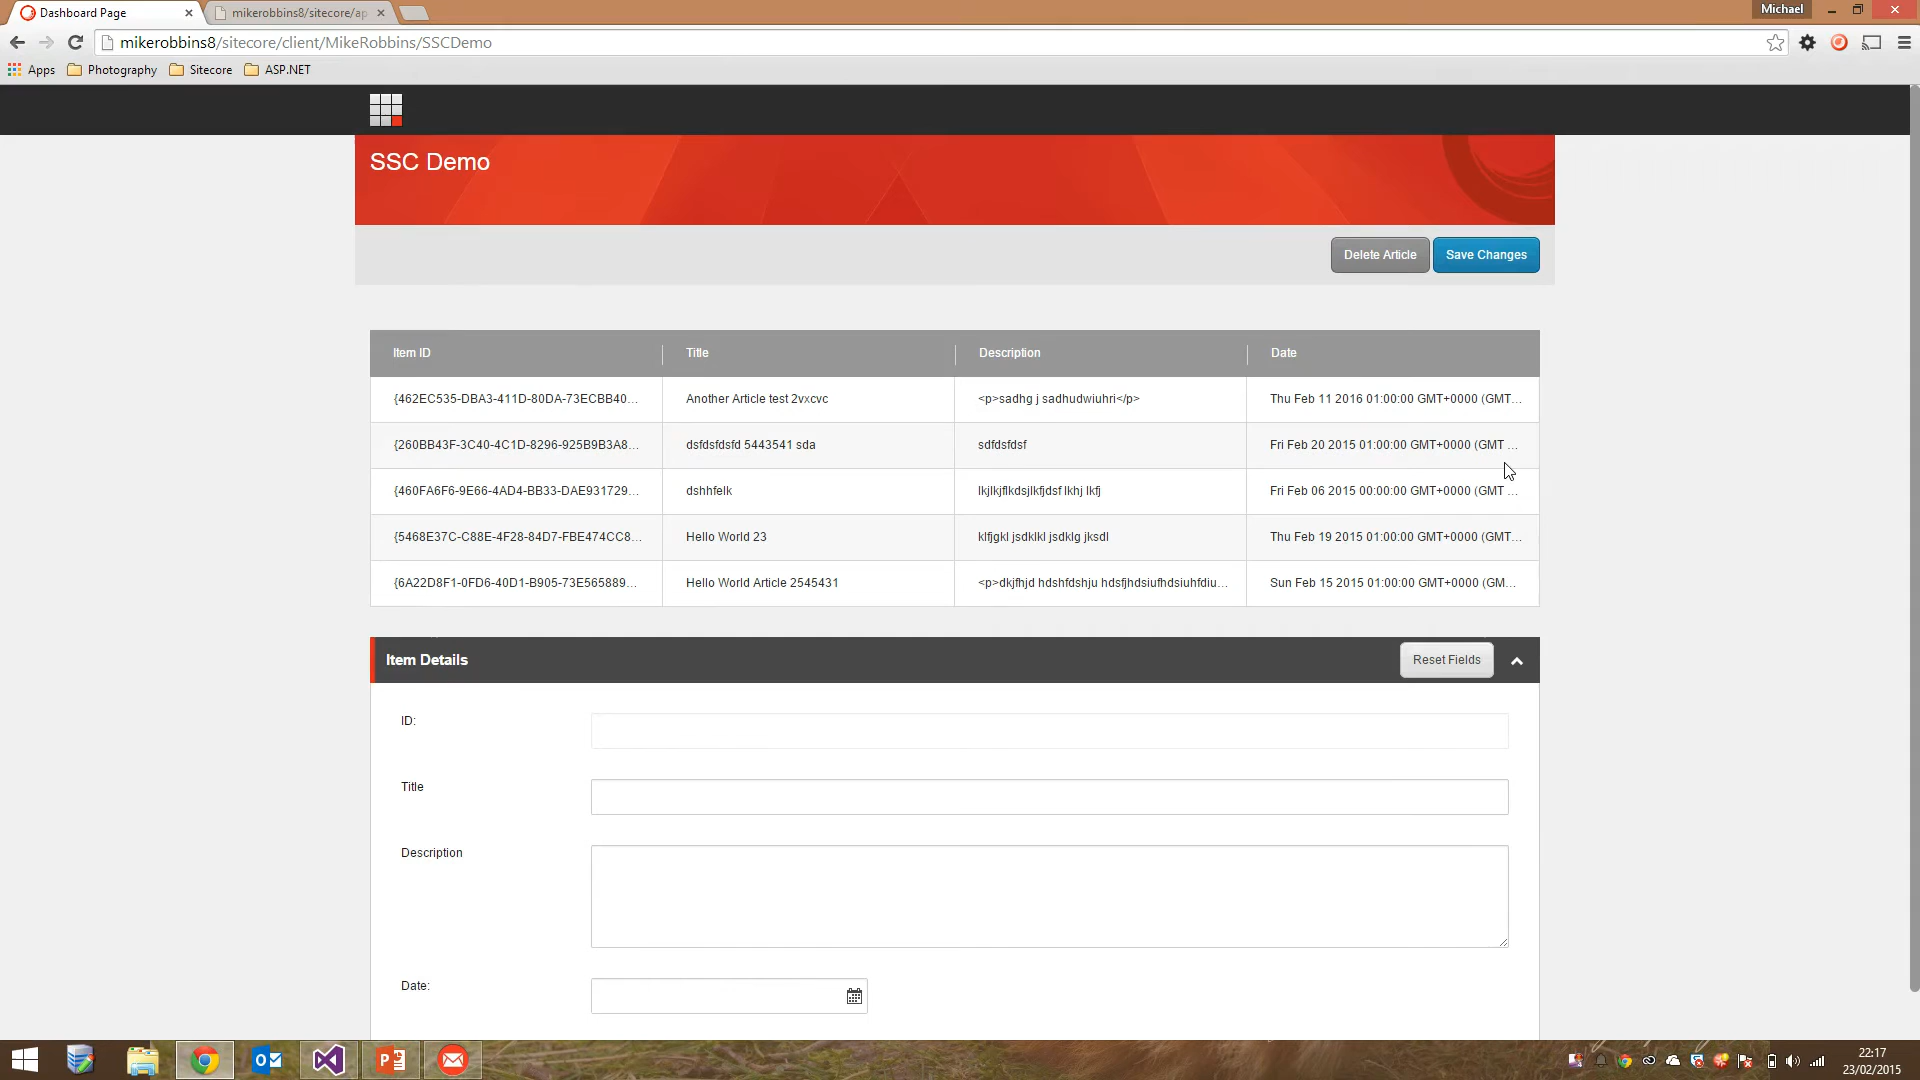 Dashboard Page
mikerobbins8/sitecore/ap
Michael
mikerobbins8/sitecore/client/MikeRobbins/SSCDemo
Apps Photography Sitecore ASP.NET
SSC Demo
Delete Article Save Changes
Item ID Title Description Date
{462EC535-DBA3-411D-80DA-73ECBB40... Another Article test 2vxcvc <p>sadhg j sadhudwiuhri</p> Thu Feb 11 2016 01:00:00 GMT+0000 (GMT...
{260BB43F-3C40-4C1D-8296-925B9B3A8... dsfdsfdsfd 5443541 sda sdfdsfdsf Fri Feb 20 2015 01:00:00 GMT+0000 (GMT ...
{460FA6F6-9E66-4AD4-BB33-DAE931729... dshhfelk lkjlkjflkdsjlkfjdsf lkhj lkfj Fri Feb 06 2015 00:00:00 GMT+0000 (GMT ...
{5468E37C-C88E-4F28-84D7-FBE474CC8... Hello World 23 klfjgkl jsdklkl jsdklg jksdl Thu Feb 19 2015 01:00:00 GMT+0000 (GMT...
{6A22D8F1-0FD6-40D1-B905-73E565889... Hello World Article 2545431 <p>dkjfhjd hdshfdshju hdsfjhdsiufhdsiuhfdiu... Sun Feb 15 2015 01:00:00 GMT+0000 (GM...
Item Details Reset Fields
ID:
Title
Description
Date:
22:17
23/02/2015